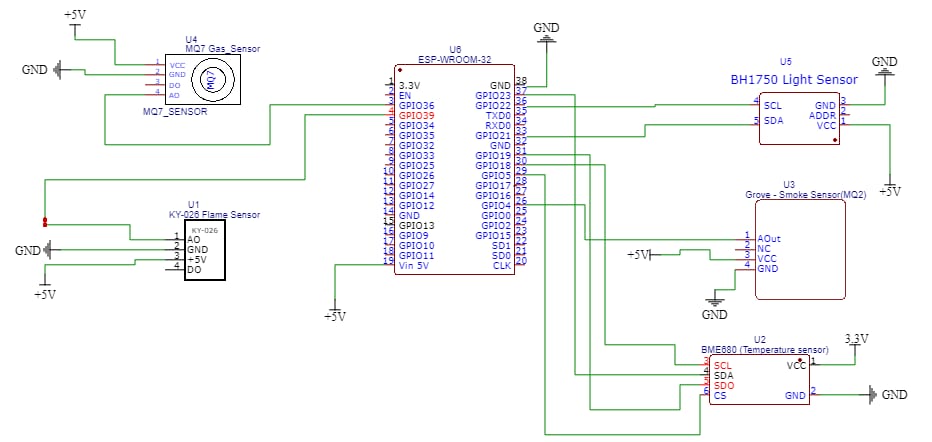 +5V
GND
U4
MQ7 Gas_Sensor
1 VCC
2 GND
3 DO
4 AO
MQ7
MQ7_SENSOR
U1
KY-026 Flame Sensor
KY-026
1 AO
2 GND
3 +5V
4 DO
GND
+5V
+5V
U6
ESP-WROOM-32
1 3.3V
2 EN
3 GPIO36
4 GPIO39
5 GPIO34
6 GPIO35
7 GPIO32
8 GPIO33
9 GPIO25
10 GPIO26
11 GPIO27
12 GPIO14
13 GPIO12
14 GND
15 GPIO13
16 GPIO9
17 GPIO10
18 GPIO11
19 Vin 5V
GND 38
GPIO23 37
GPIO22 36
TXD0 35
RXD0 34
GPIO21 33
GND 32
GPIO19 31
GPIO18 30
GPIO5 29
GPIO17 28
GPIO16 27
GPIO4 26
GPIO0 25
GPIO2 24
GPIO15 23
SD1 22
SD0 21
CLK 20
GND
U5
BH1750 Light Sensor
4 SCL
5 SDA
GND 3
ADDR 2
VCC 1
GND
+5V
U3
Grove - Smoke Sensor(MQ2)
1 AOut
2 NC
3 VCC
4 GND
+5V
GND
U2
BME680 (Temperature sensor)
3 SCL
4 SDA
5 SDO
6 CS
VCC 1
GND 2
3.3V
GND